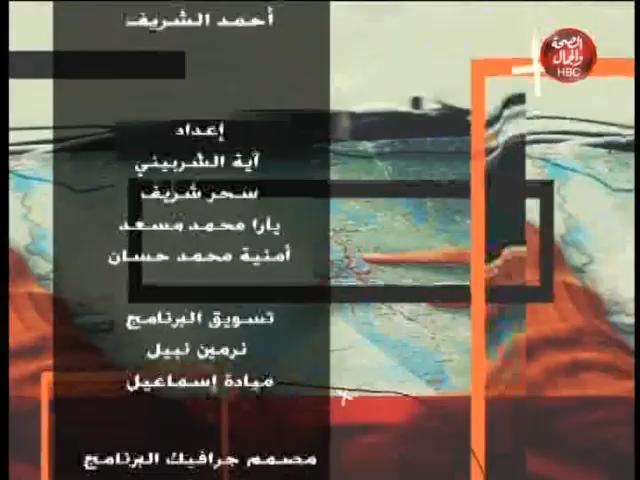 أحمد الشريف
الصحة
والجمال
HBC
إعداد
آية الشربيني
سحر شريف
يارا محمد مسعد
أمنية محمد حسان
تسويق البرنامج
نرمين نبيل
ميادة إسماعيل
مصمم جرافيك البرنامج